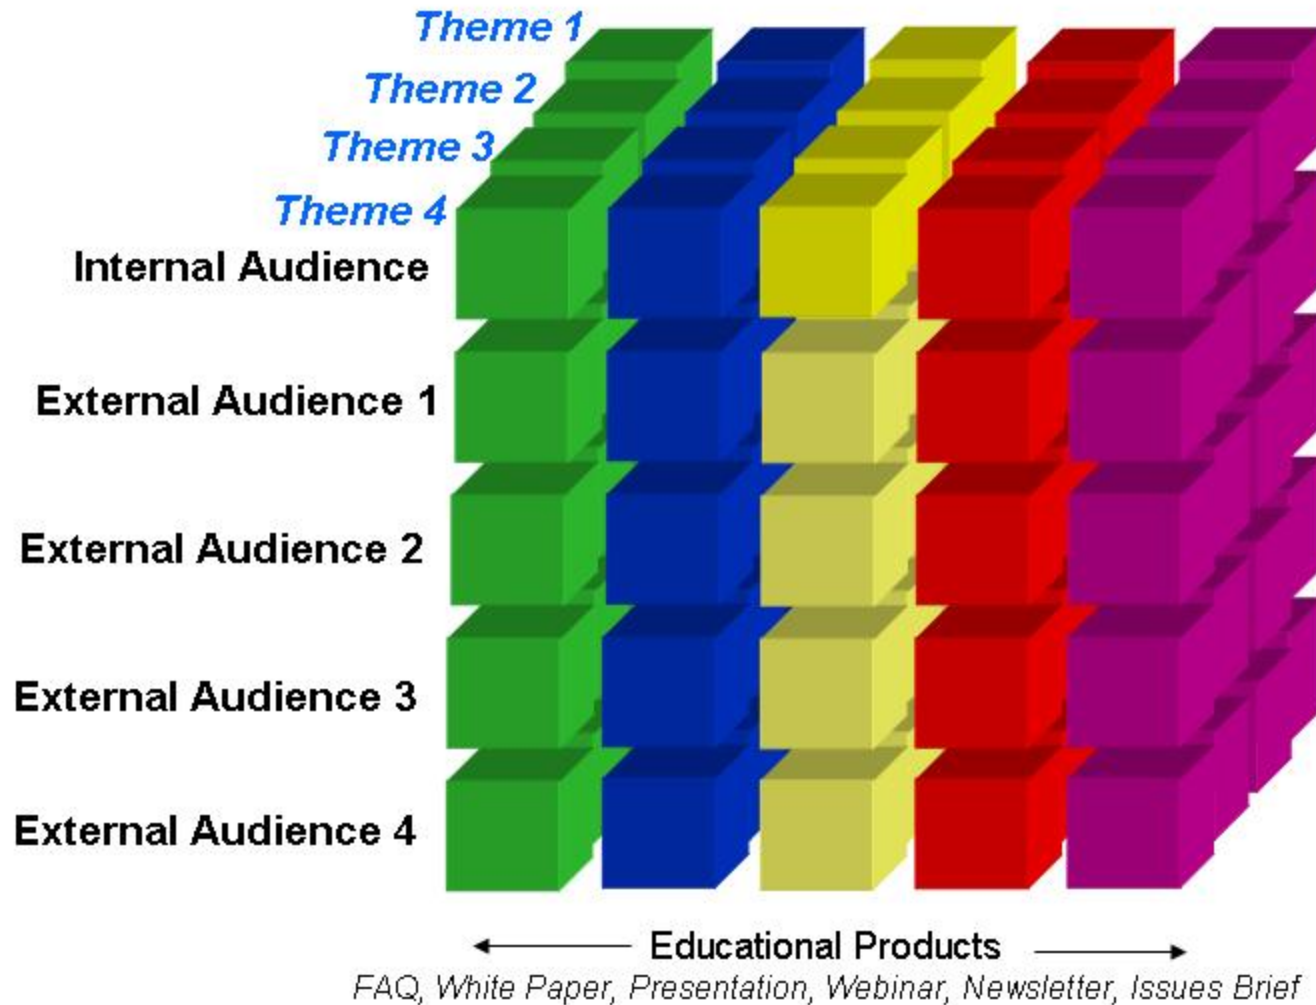 Theme 1
Theme 2
Theme 3
Theme 4
Internal Audience
External Audience 1
External Audience 2
External Audience 3
External Audience 4
Educational Products
FAQ, White Paper, Presentation, Webinar, Newsletter, Issues Brief